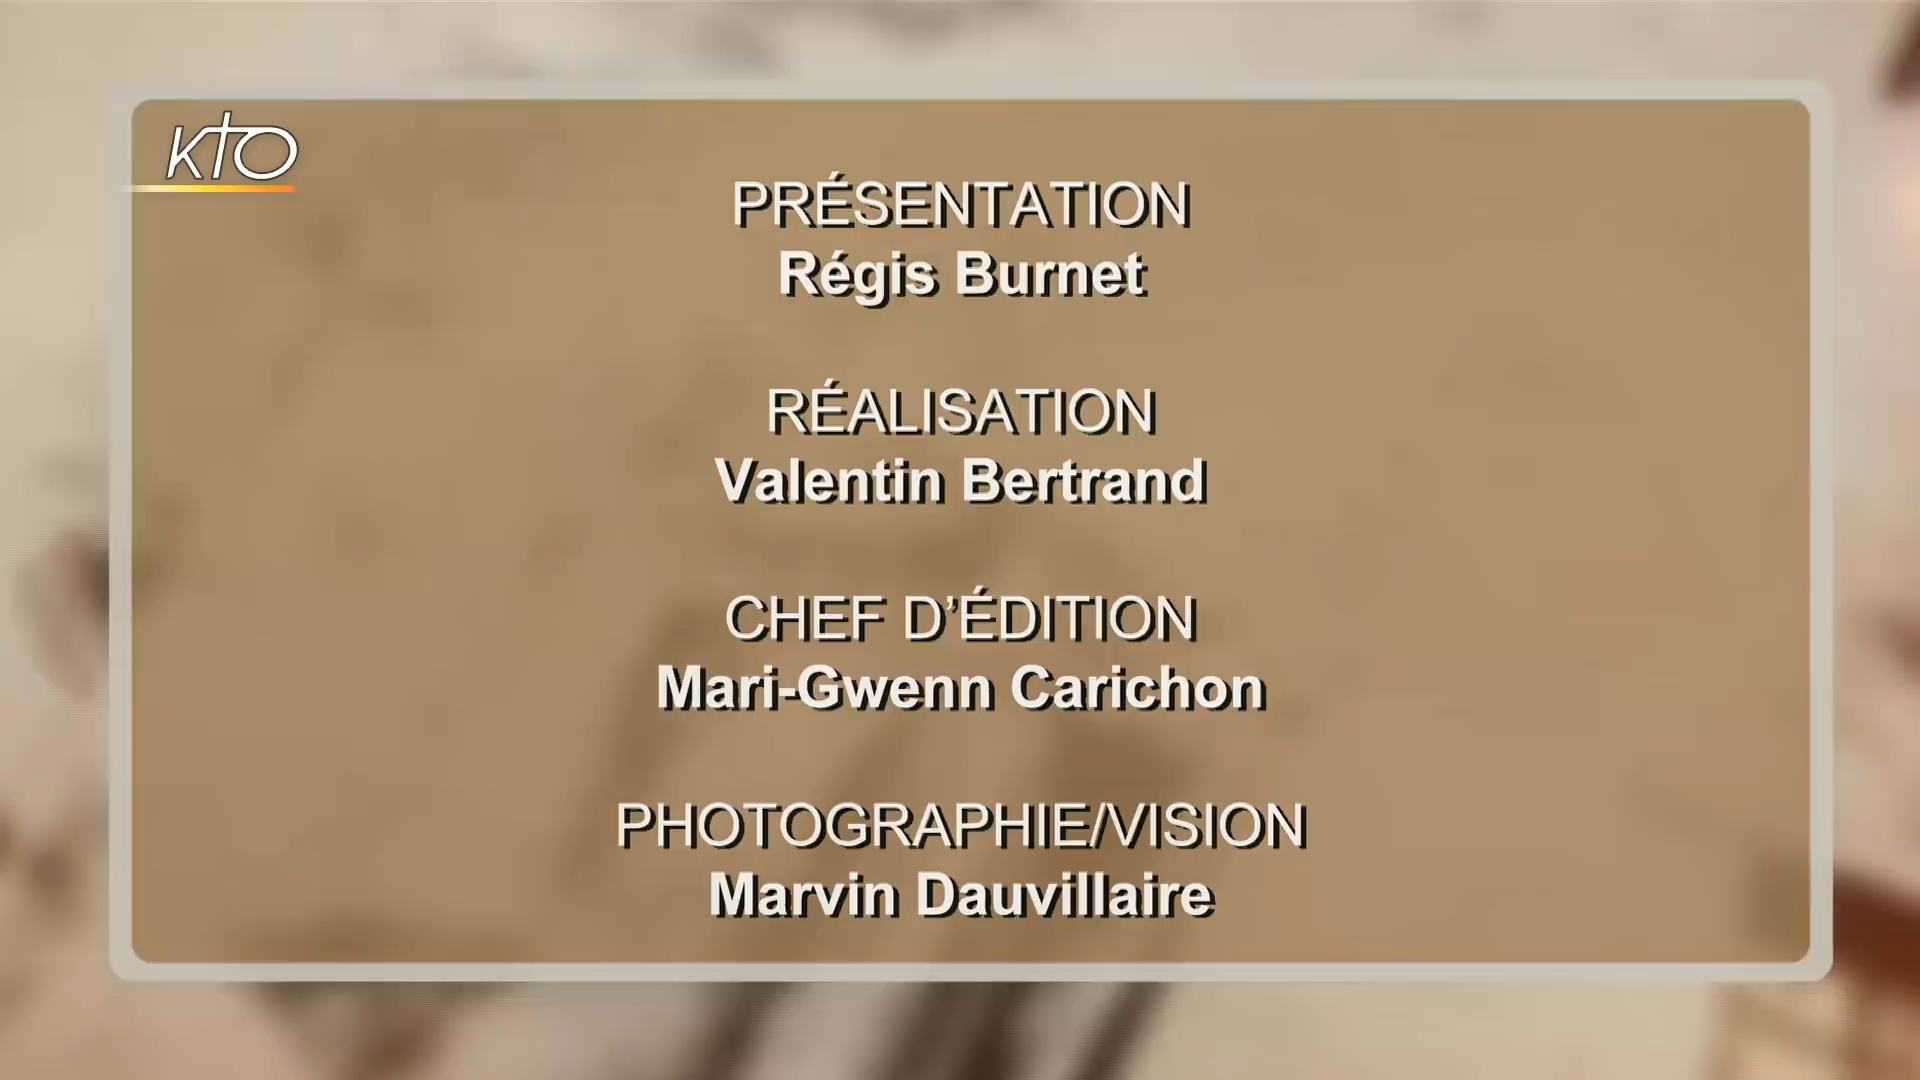 KTO
PRÉSENTATION
Régis Burnet
RÉALISATION
Valentin Bertrand
CHEF D’ÉDITION
Mari-Gwenn Carichon
PHOTOGRAPHIE/VISION
Marvin Dauvillaire